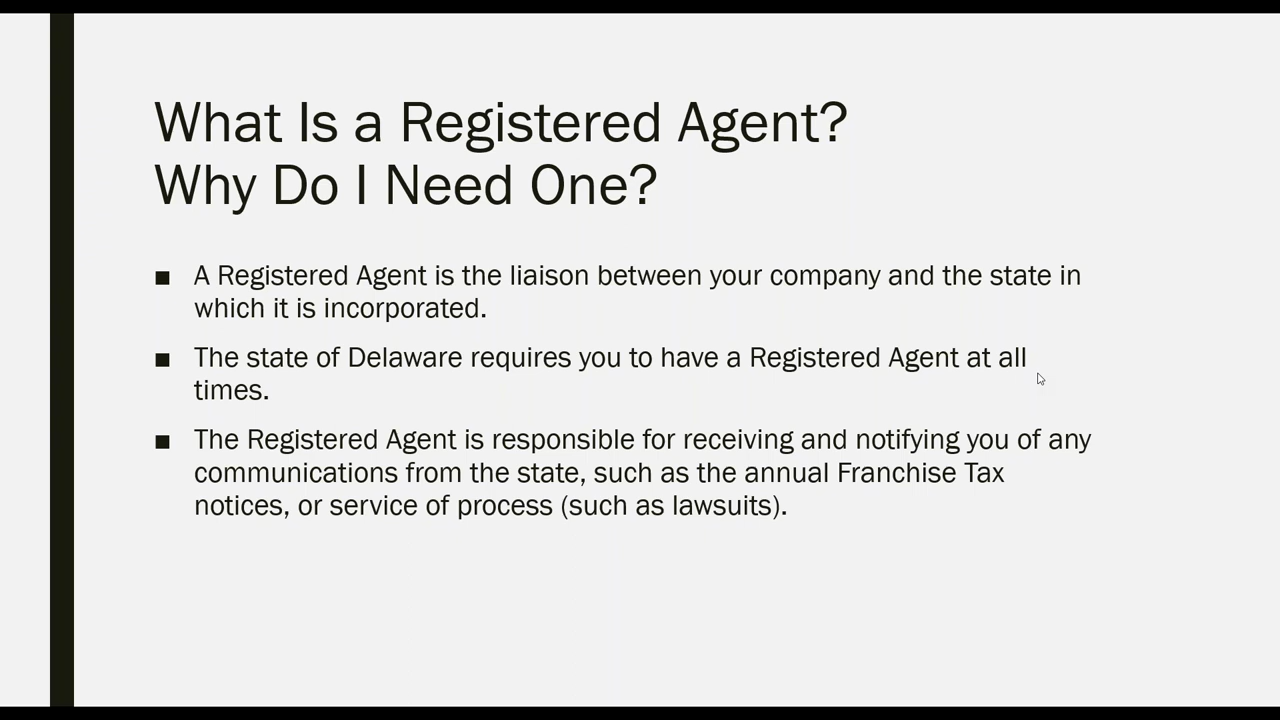 What Is a Registered Agent?
Why Do I Need One?
■ A Registered Agent is the liaison between your company and the state in
which it is incorporated.
■ The state of Delaware requires you to have a Registered Agent at all
times.
■ The Registered Agent is responsible for receiving and notifying you of any
communications from the state, such as the annual Franchise Tax
notices, or service of process (such as lawsuits).